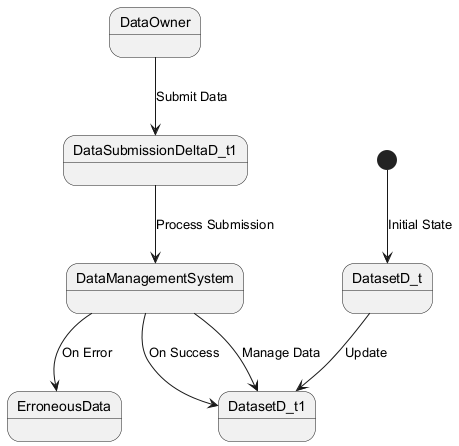 DataOwner
Submit Data
DataSubmissionDeltaD_t1
Process Submission
Initial State
DataManagementSystem
DatasetD_t
On Error
On Success
Manage Data
Update
ErroneousData
DatasetD_t1